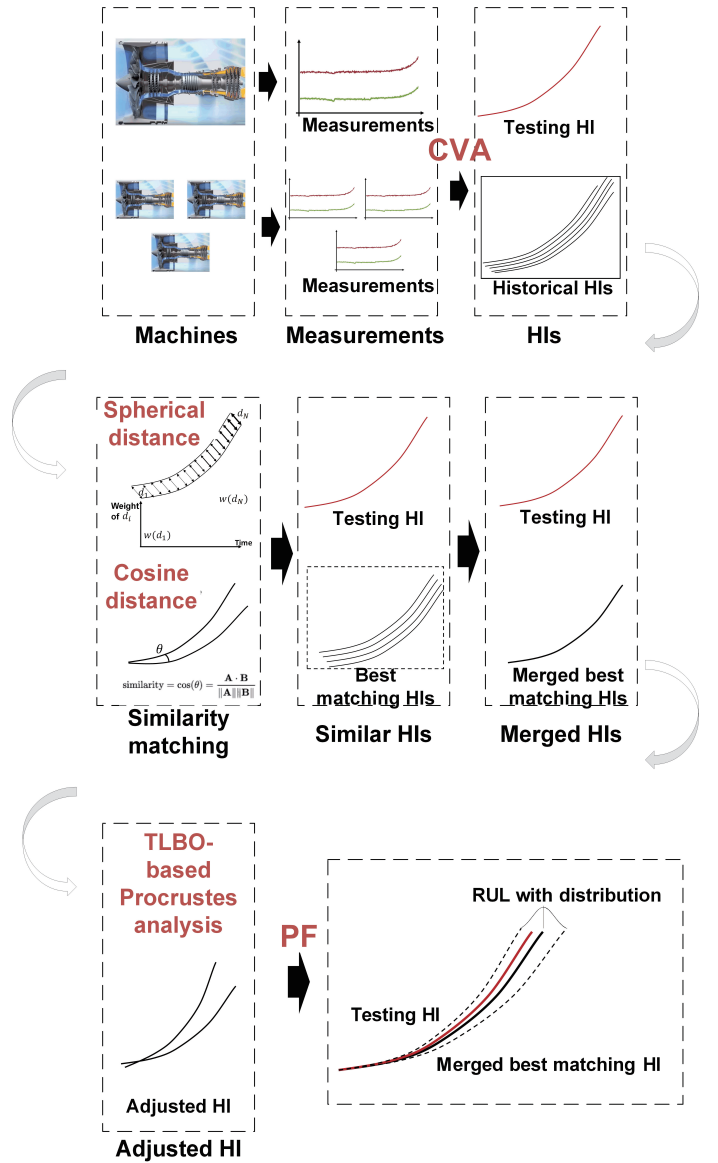 Measurements
Testing HI
CVA
Measurements
Historical HIs
Machines
Measurements
HIs
Spherical
distance
d_N
Weight
of d_i
w(d_N)
w(d_1)
Time
Cosine
distance
θ
similarity = cos(θ) = A · B / ‖A‖‖B‖
Testing HI
Best
matching HIs
Testing HI
Merged best
matching HIs
Similarity
matching
Similar HIs
Merged HIs
TLBO-
based
Procrustes
analysis
PF
RUL with distribution
Testing HI
Merged best matching HI
Adjusted HI
Adjusted HI